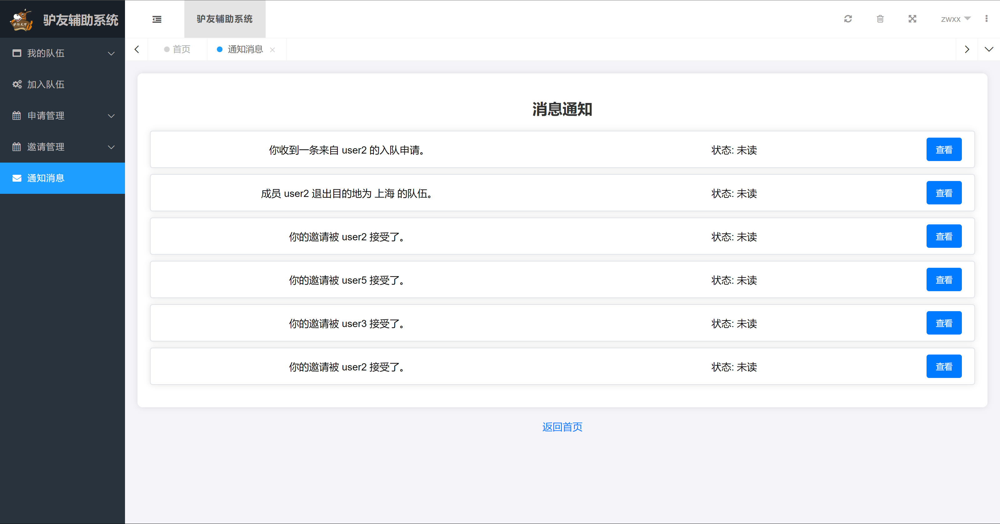 驴行天下
驴友辅助系统
驴友辅助系统
zwxx
首页
通知消息
我的队伍
加入队伍
申请管理
邀请管理
通知消息
消息通知
你收到一条来自 user2 的入队申请。 状态: 未读 查看
成员 user2 退出目的地为 上海 的队伍。 状态: 未读 查看
你的邀请被 user2 接受了。 状态: 未读 查看
你的邀请被 user5 接受了。 状态: 未读 查看
你的邀请被 user3 接受了。 状态: 未读 查看
你的邀请被 user2 接受了。 状态: 未读 查看
返回首页